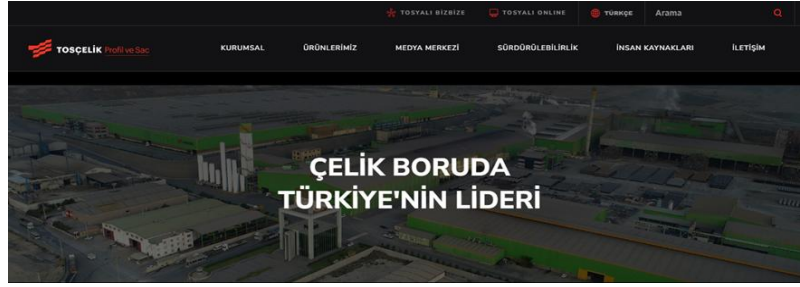 TOSYALI BİZBİZE
TOSYALI ONLINE
TÜRKÇE
Arama
TOSÇELİK Profil ve Sac
KURUMSAL
ÜRÜNLERİMİZ
MEDYA MERKEZİ
SÜRDÜRÜLEBİLİRLİK
İNSAN KAYNAKLARI
İLETİŞİM
ÇELİK BORUDA
TÜRKİYE'NİN LİDERİ